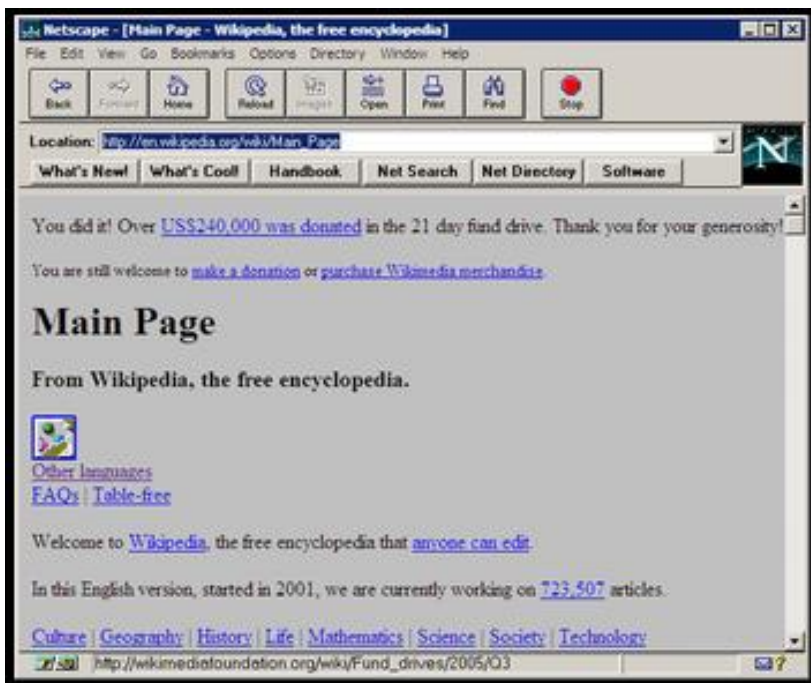 Netscape - [Main Page - Wikipedia, the free encyclopedia]
File Edit View Go Bookmarks Options Directory Window Help
Back Forward Home Reload Images Open Print Find Stop
Location: http://en.wikipedia.org/wiki/Main_Page
N
What's New! What's Cool! Handbook Net Search Net Directory Software
You did it! Over US$240,000 was donated in the 21 day fund drive. Thank you for your generosity!
You are still welcome to make a donation or purchase Wikimedia merchandise.
Main Page
From Wikipedia, the free encyclopedia.
Other languages
FAQs | Table-free
Welcome to Wikipedia, the free encyclopedia that anyone can edit.
In this English version, started in 2001, we are currently working on 723,507 articles.
Culture | Geography | History | Life | Mathematics | Science | Society | Technology
http://wikimediafoundation.org/wiki/Fund_drives/2005/Q3